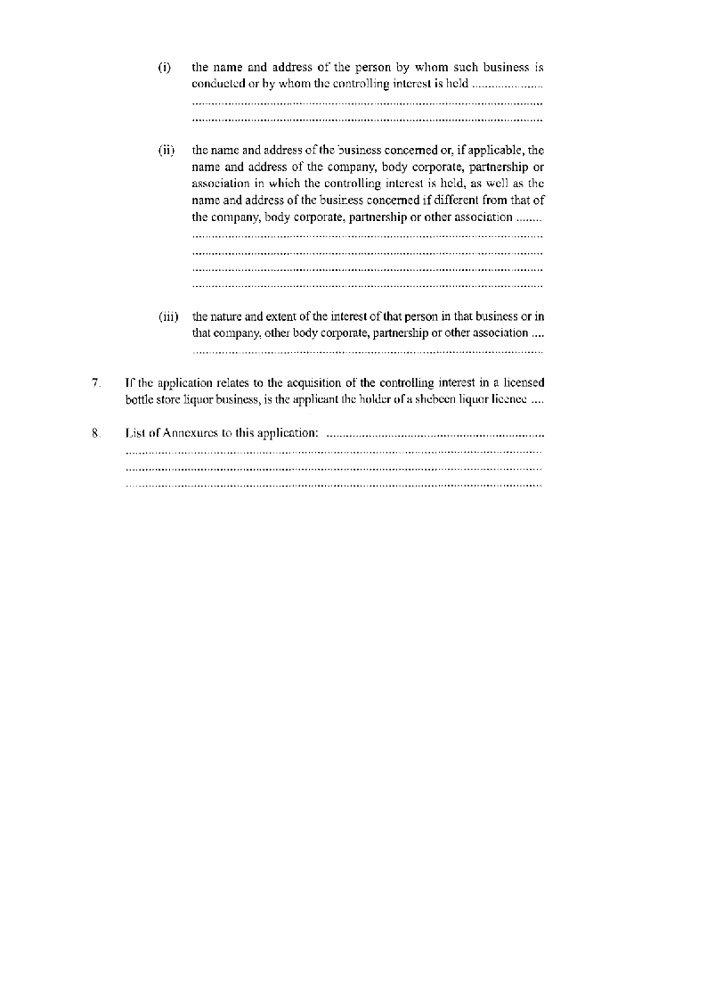 (i) the name and address of the person by whom such business is
conducted or by whom the controlling interest is held ......................
............................................................................................................
............................................................................................................
(ii) the name and address of the business concerned or, if applicable, the
name and address of the company, body corporate, partnership or
association in which the controlling interest is held, as well as the
name and address of the business concerned if different from that of
the company, body corporate, partnership or other association ........
............................................................................................................
............................................................................................................
............................................................................................................
............................................................................................................
(iii) the nature and extent of the interest of that person in that business or in
that company, other body corporate, partnership or other association ....
............................................................................................................
7. If the application relates to the acquisition of the controlling interest in a licensed
bottle store liquor business, is the applicant the holder of a shebeen liquor licence ....
8. List of Annexures to this application: ...................................................................
................................................................................................................................
................................................................................................................................
................................................................................................................................